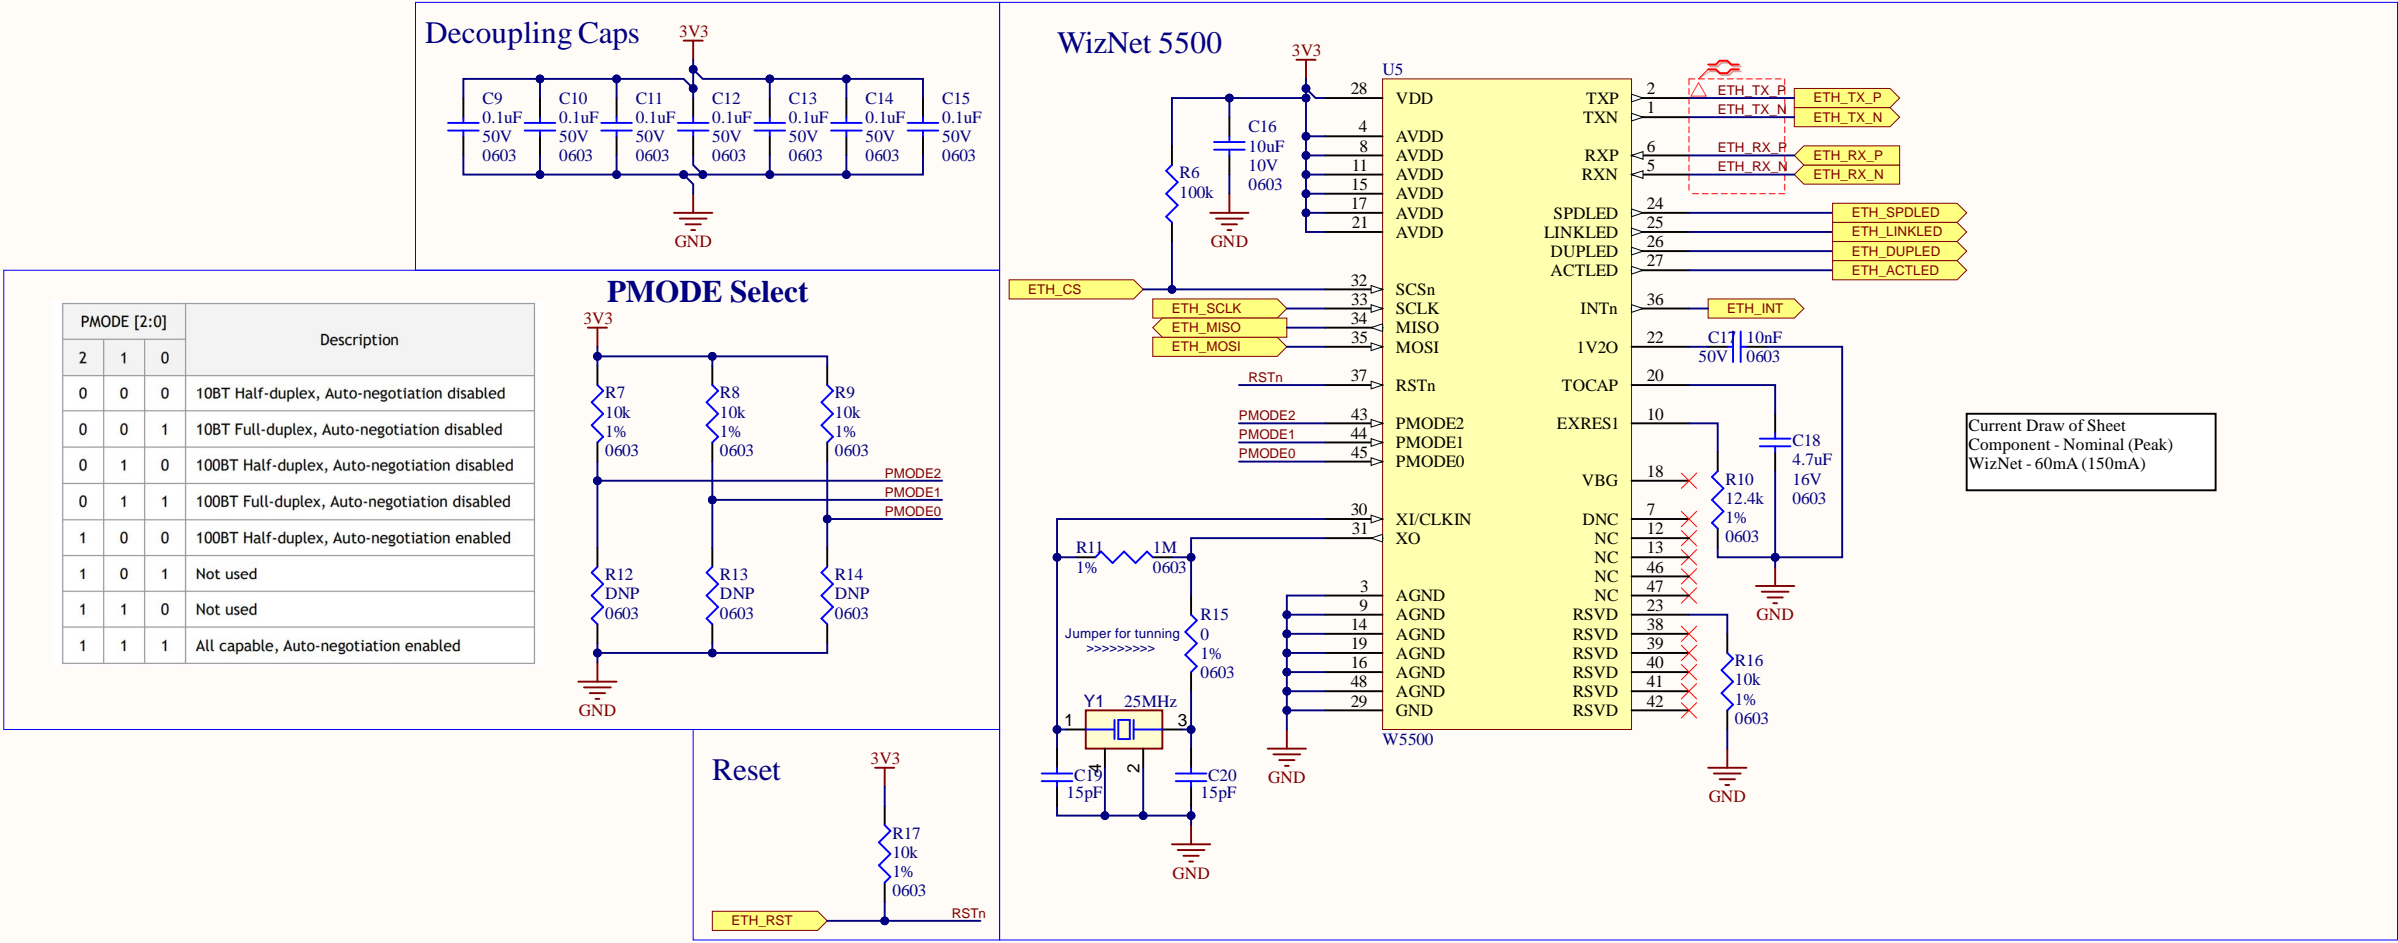 Decoupling Caps
3V3
C9
0.1uF
50V
0603
C10
0.1uF
50V
0603
C11
0.1uF
50V
0603
C12
0.1uF
50V
0603
C13
0.1uF
50V
0603
C14
0.1uF
50V
0603
C15
0.1uF
50V
0603
GND
PMODE Select
PMODE [2:0] Description
2 1 0
0 0 0 10BT Half-duplex, Auto-negotiation disabled
0 0 1 10BT Full-duplex, Auto-negotiation disabled
0 1 0 100BT Half-duplex, Auto-negotiation disabled
0 1 1 100BT Full-duplex, Auto-negotiation disabled
1 0 0 100BT Half-duplex, Auto-negotiation enabled
1 0 1 Not used
1 1 0 Not used
1 1 1 All capable, Auto-negotiation enabled
3V3
R7
10k
1%
0603
R8
10k
1%
0603
R9
10k
1%
0603
PMODE2
PMODE1
PMODE0
R12
DNP
0603
R13
DNP
0603
R14
DNP
0603
GND
Reset
3V3
R17
10k
1%
0603
ETH_RST
RSTn
WizNet 5500
3V3
U5
C16
10uF
10V
0603
GND
R6
100k
28 VDD
4 AVDD
8 AVDD
11 AVDD
15 AVDD
17 AVDD
21 AVDD
ETH_CS 32 SCSn
ETH_SCLK 33 SCLK
ETH_MISO 34 MISO
ETH_MOSI 35 MOSI
RSTn 37 RSTn
PMODE2 43 PMODE2
PMODE1 44 PMODE1
PMODE0 45 PMODE0
30 XI/CLKIN
31 XO
3 AGND
9 AGND
14 AGND
19 AGND
16 AGND
48 AGND
29 GND
W5500
GND
R11 1M
1% 0603
R15
0
1%
0603
Jumper for tunning
>>>>>>>>>
Y1 25MHz
1 3
4 2
C19
15pF
C20
15pF
GND
TXP 2 ETH_TX_P ETH_TX_P
TXN 1 ETH_TX_N ETH_TX_N
RXP 6 ETH_RX_P ETH_RX_P
RXN 5 ETH_RX_N ETH_RX_N
SPDLED 24 ETH_SPDLED
LINKLED 25 ETH_LINKLED
DUPLED 26 ETH_DUPLED
ACTLED 27 ETH_ACTLED
INTn 36 ETH_INT
1V2O 22
C17 10nF
50V 0603
TOCAP 20
EXRES1 10
C18
4.7uF
16V
0603
R10
12.4k
1%
0603
GND
VBG 18
DNC 7
NC 12
NC 13
NC 46
NC 47
RSVD 23
RSVD 38
RSVD 39
RSVD 40
RSVD 41
RSVD 42
R16
10k
1%
0603
GND
Current Draw of Sheet
Component - Nominal (Peak)
WizNet - 60mA (150mA)